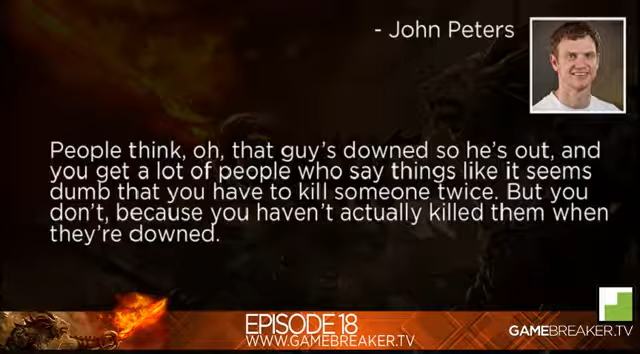 - John Peters
People think, oh, that guy's downed so he's out, and
you get a lot of people who say things like it seems
dumb that you have to kill someone twice. But you
don't, because you haven't actually killed them when
they're downed.
EPISODE 18
WWW.GAMEBREAKER.TV
GAMEBREAKER.TV